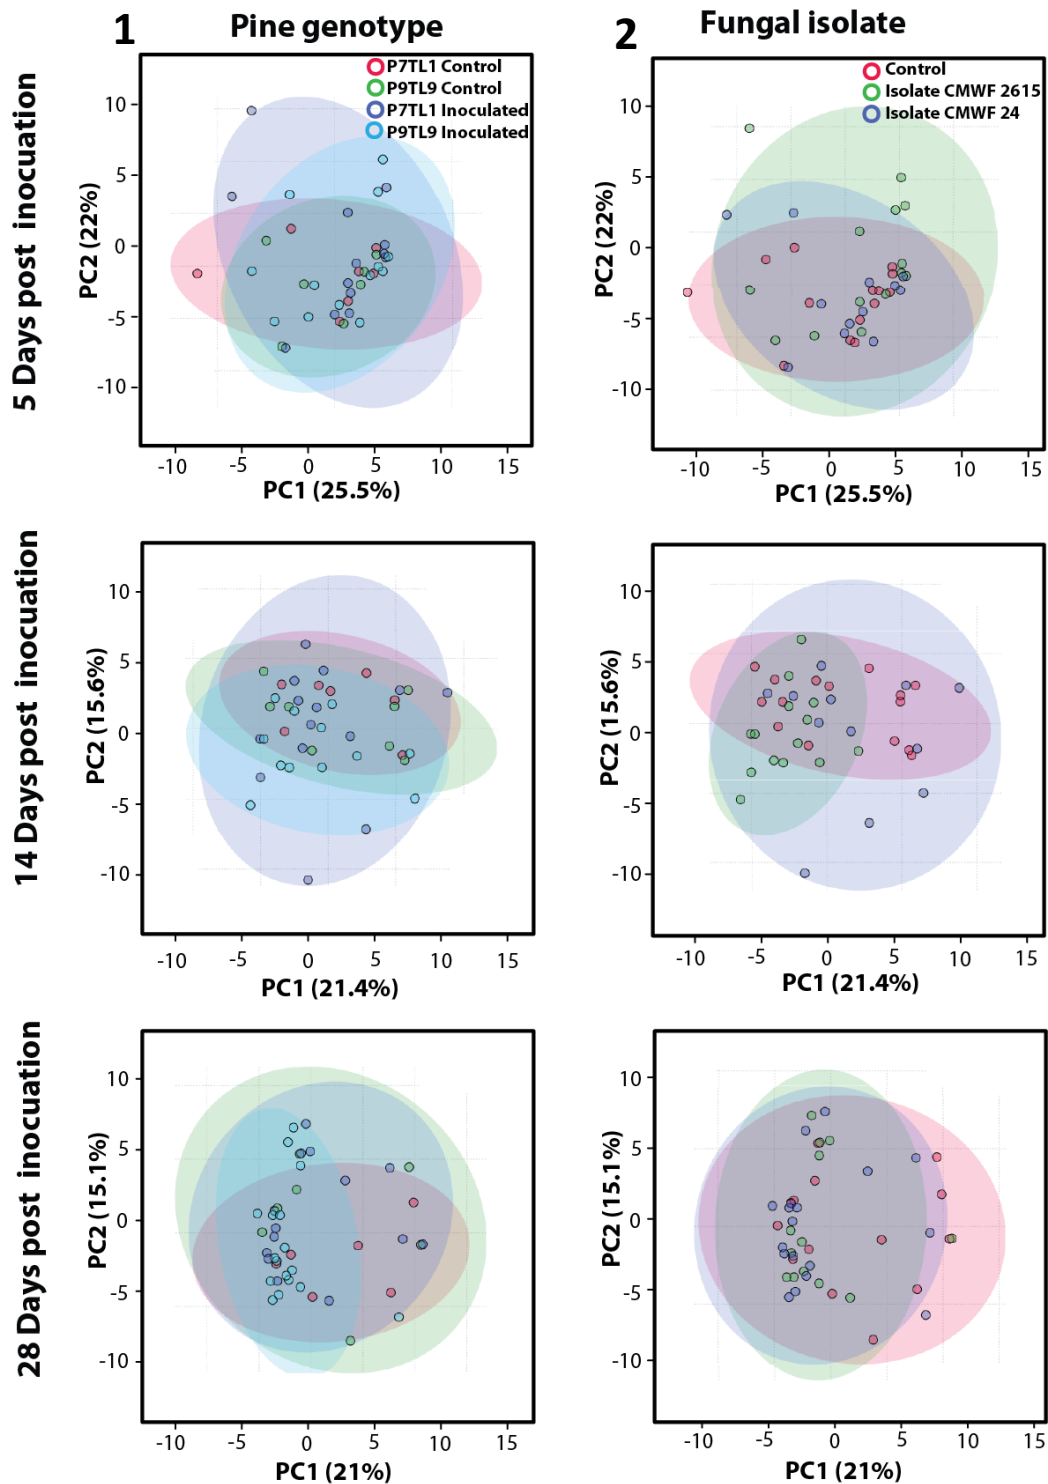 1 Pine genotype
P7TL1 Control
P9TL9 Control
P7TL1 Inoculated
P9TL9 Inoculated
5 Days post inocuation
PC2 (22%)
10
5
0
-5
-10
-10 -5 0 5 10 15
PC1 (25.5%)
2 Fungal isolate
Control
Isolate CMWF 2615
Isolate CMWF 24
PC2 (22%)
10
5
0
-5
-10
-10 -5 0 5 10 15
PC1 (25.5%)
14 Days post inocuation
PC2 (15.6%)
10
5
0
-5
-10
-10 -5 0 5 10 15
PC1 (21.4%)
PC2 (15.6%)
10
5
0
-5
-10
-10 -5 0 5 10 15
PC1 (21.4%)
28 Days post inocuation
PC2 (15.1%)
10
5
0
-5
-10
-10 -5 0 5 10 15
PC1 (21%)
PC2 (15.1%)
10
5
0
-5
-10
-10 -5 0 5 10 15
PC1 (21%)